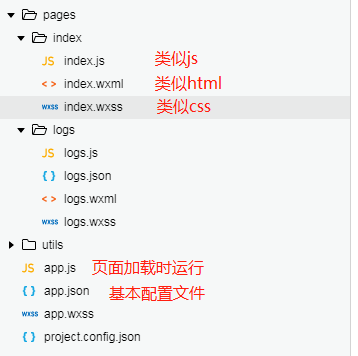 pages
index
JS index.js 类似js
< > index.wxml 类似html
wxss index.wxss 类似css
logs
JS logs.js
{ } logs.json
< > logs.wxml
wxss logs.wxss
utils
JS app.js 页面加载时运行
{ } app.json 基本配置文件
wxss app.wxss
{ } project.config.json